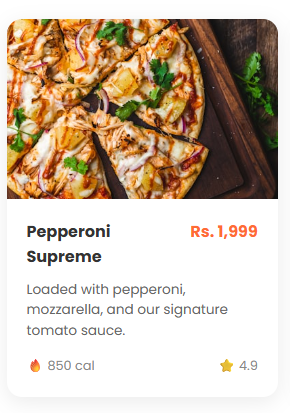 Pepperoni Rs. 1,999
Supreme
Loaded with pepperoni,
mozzarella, and our signature
tomato sauce.
🔥 850 cal ⭐ 4.9